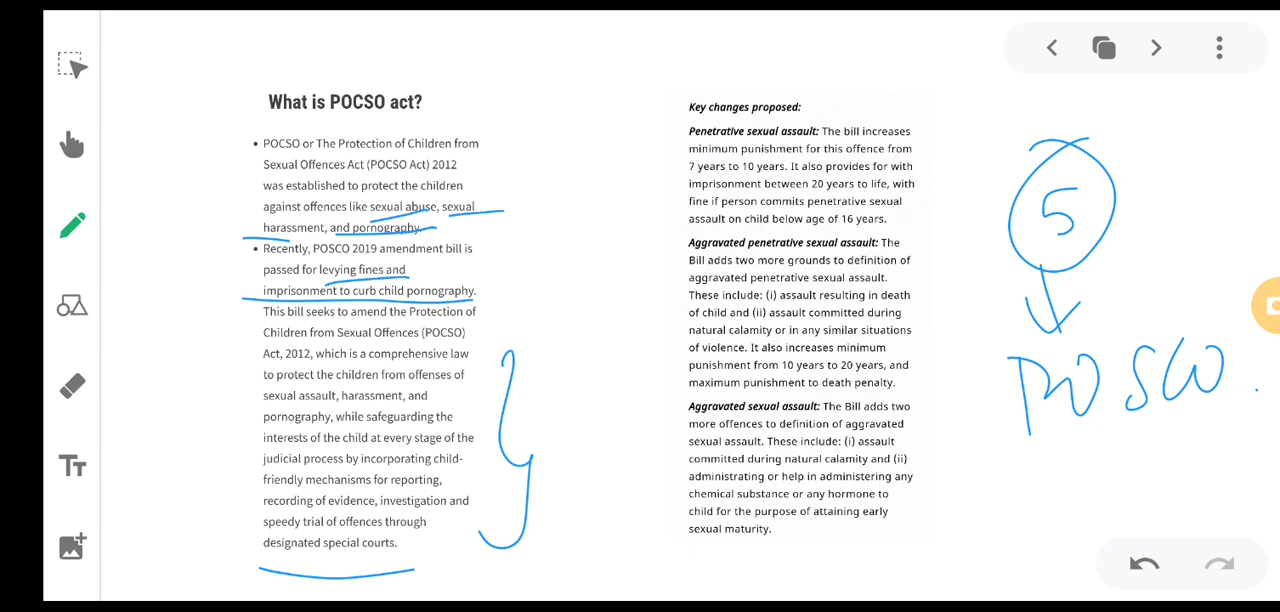 What is POCSO act?
• POCSO or The Protection of Children from
Sexual Offences Act (POCSO Act) 2012
was established to protect the children
against offences like sexual abuse, sexual
harassment, and pornography.
• Recently, POSCO 2019 amendment bill is
passed for levying fines and
imprisonment to curb child pornography.
This bill seeks to amend the Protection of
Children from Sexual Offences (POCSO)
Act, 2012, which is a comprehensive law
to protect the children from offenses of
sexual assault, harassment, and
pornography, while safeguarding the
interests of the child at every stage of the
judicial process by incorporating child-
friendly mechanisms for reporting,
recording of evidence, investigation and
speedy trial of offences through
designated special courts.
Key changes proposed:
Penetrative sexual assault: The bill increases
minimum punishment for this offence from
7 years to 10 years. It also provides for with
imprisonment between 20 years to life, with
fine if person commits penetrative sexual
assault on child below age of 16 years.
Aggravated penetrative sexual assault: The
Bill adds two more grounds to definition of
aggravated penetrative sexual assault.
These include: (i) assault resulting in death
of child and (ii) assault committed during
natural calamity or in any similar situations
of violence. It also increases minimum
punishment from 10 years to 20 years, and
maximum punishment to death penalty.
Aggravated sexual assault: The Bill adds two
more offences to definition of aggravated
sexual assault. These include: (i) assault
committed during natural calamity and (ii)
administrating or help in administering any
chemical substance or any hormone to
child for the purpose of attaining early
sexual maturity.
5
POSCO
TT